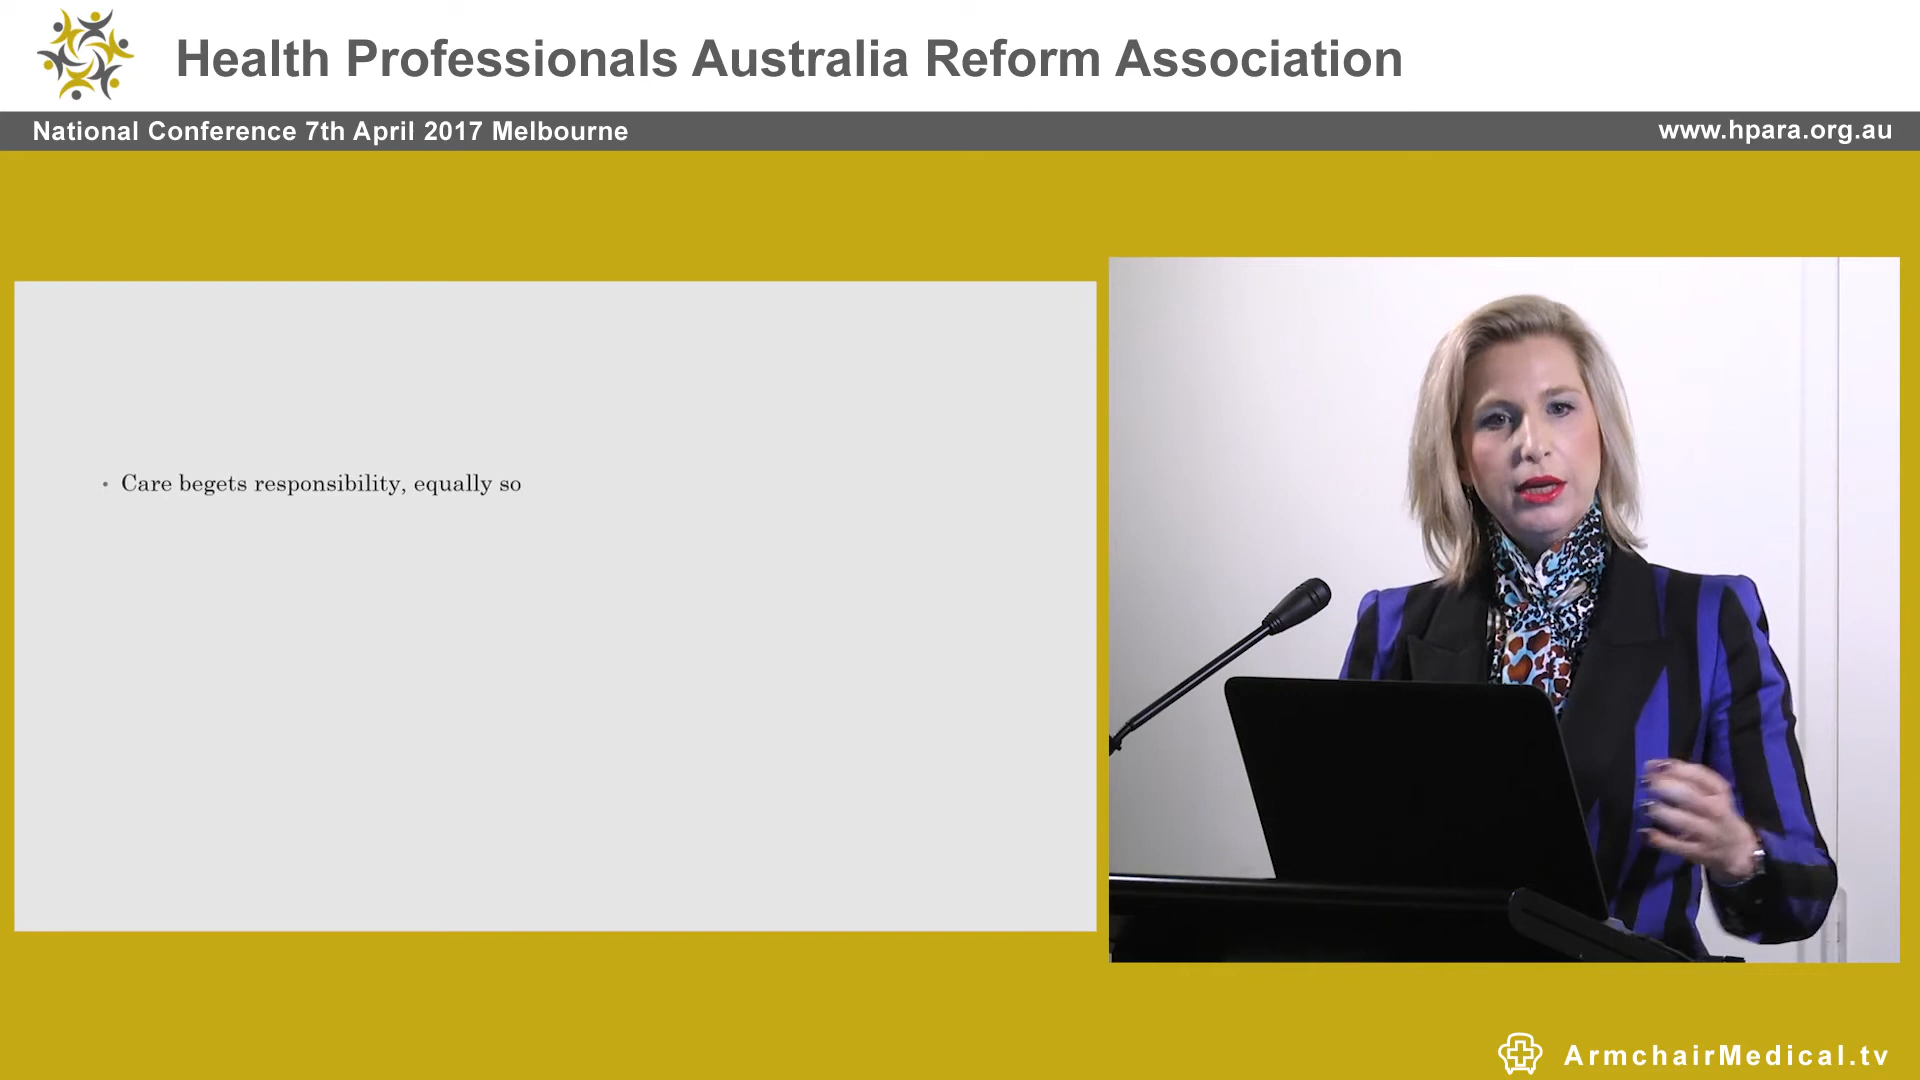 Health Professionals Australia Reform Association
National Conference 7th April 2017 Melbourne
www.hpara.org.au
• Care begets responsibility, equally so
ArmchairMedical.tv